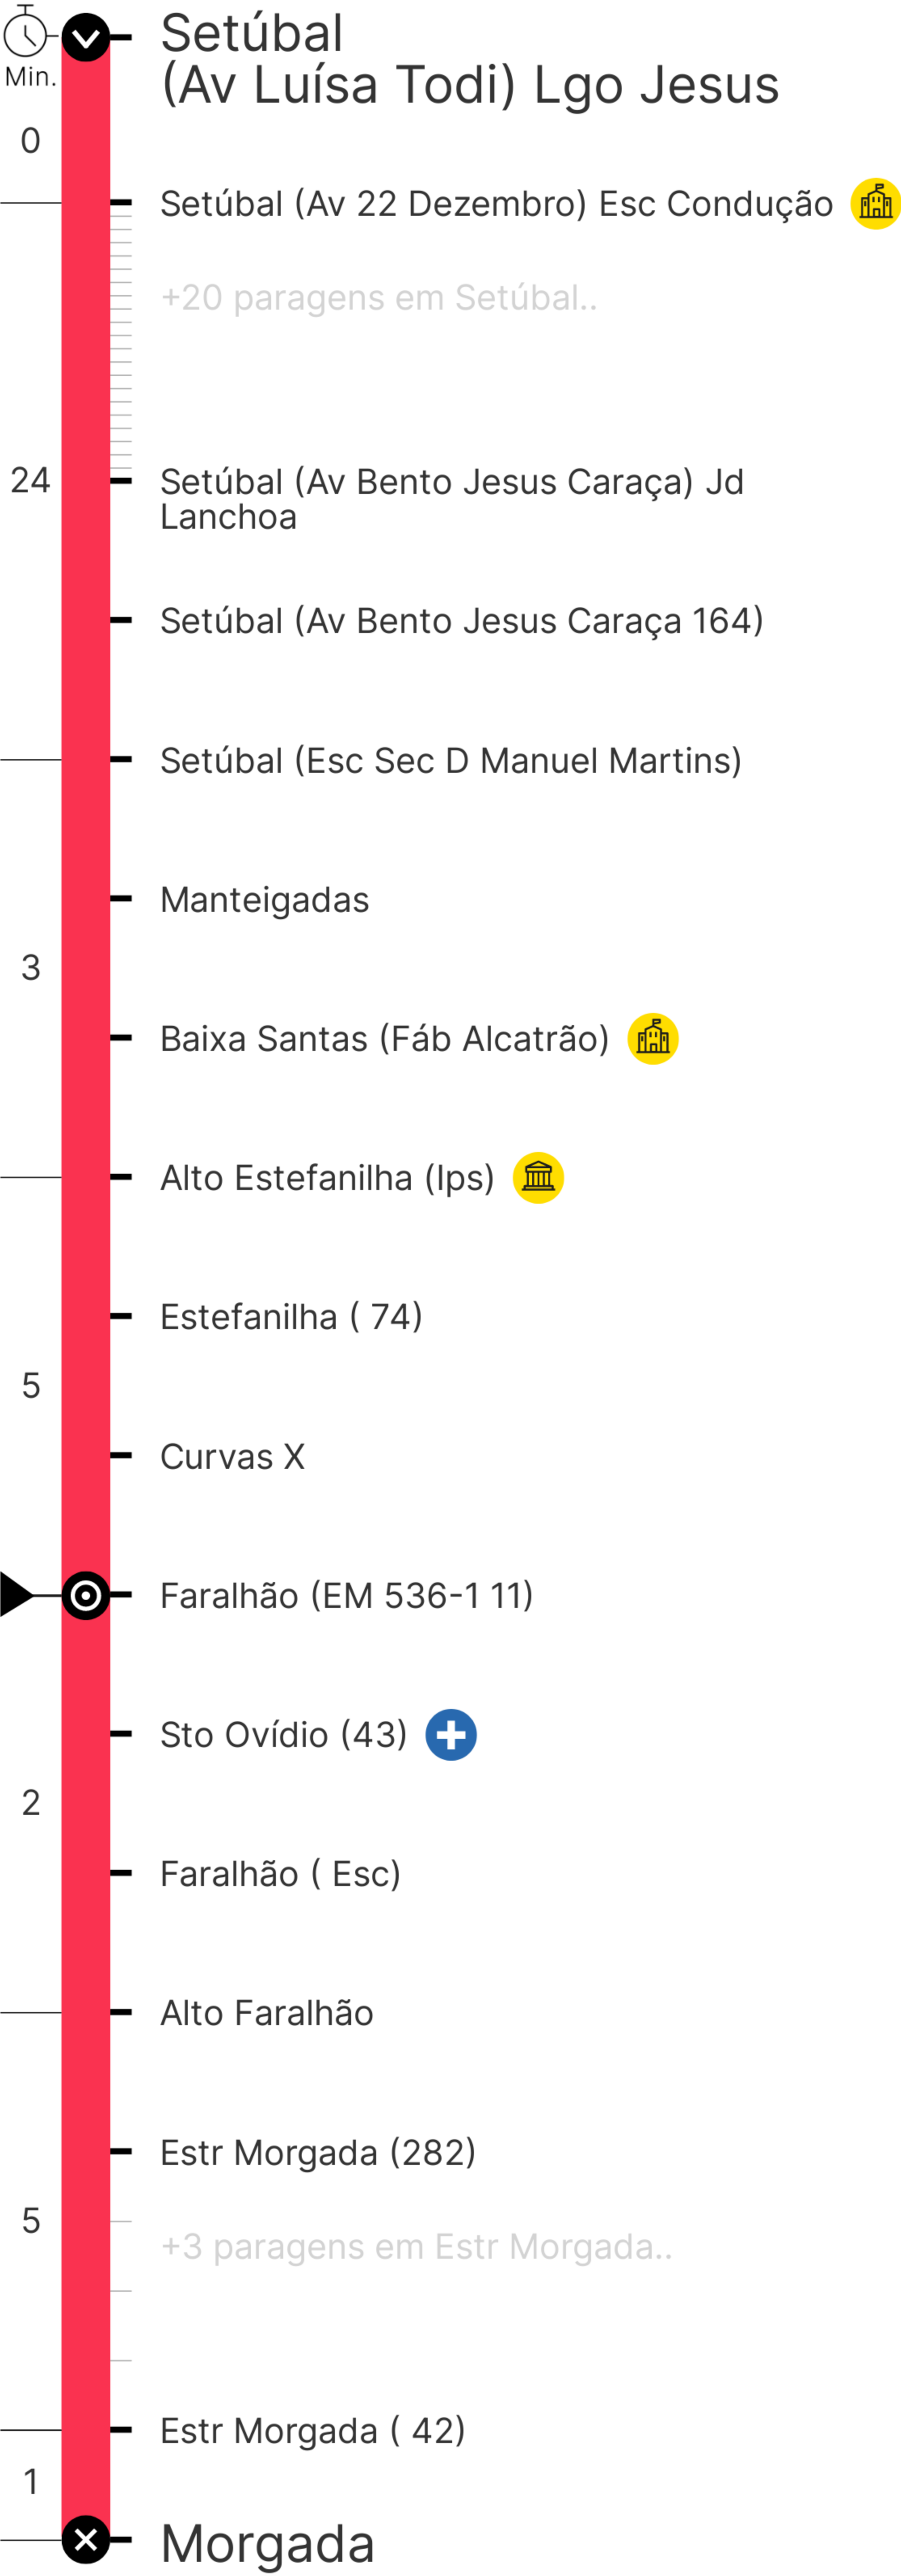 Setúbal
(Av Luísa Todi) Lgo Jesus
Min.
0
Setúbal (Av 22 Dezembro) Esc Condução
+20 paragens em Setúbal..
24
Setúbal (Av Bento Jesus Caraça) Jd
Lanchoa
Setúbal (Av Bento Jesus Caraça 164)
Setúbal (Esc Sec D Manuel Martins)
Manteigadas
3
Baixa Santas (Fáb Alcatrão)
Alto Estefanilha (Ips)
Estefanilha ( 74)
5
Curvas X
Faralhão (EM 536-1 11)
Sto Ovídio (43)
2
Faralhão ( Esc)
Alto Faralhão
Estr Morgada (282)
5
+3 paragens em Estr Morgada..
Estr Morgada ( 42)
1
Morgada